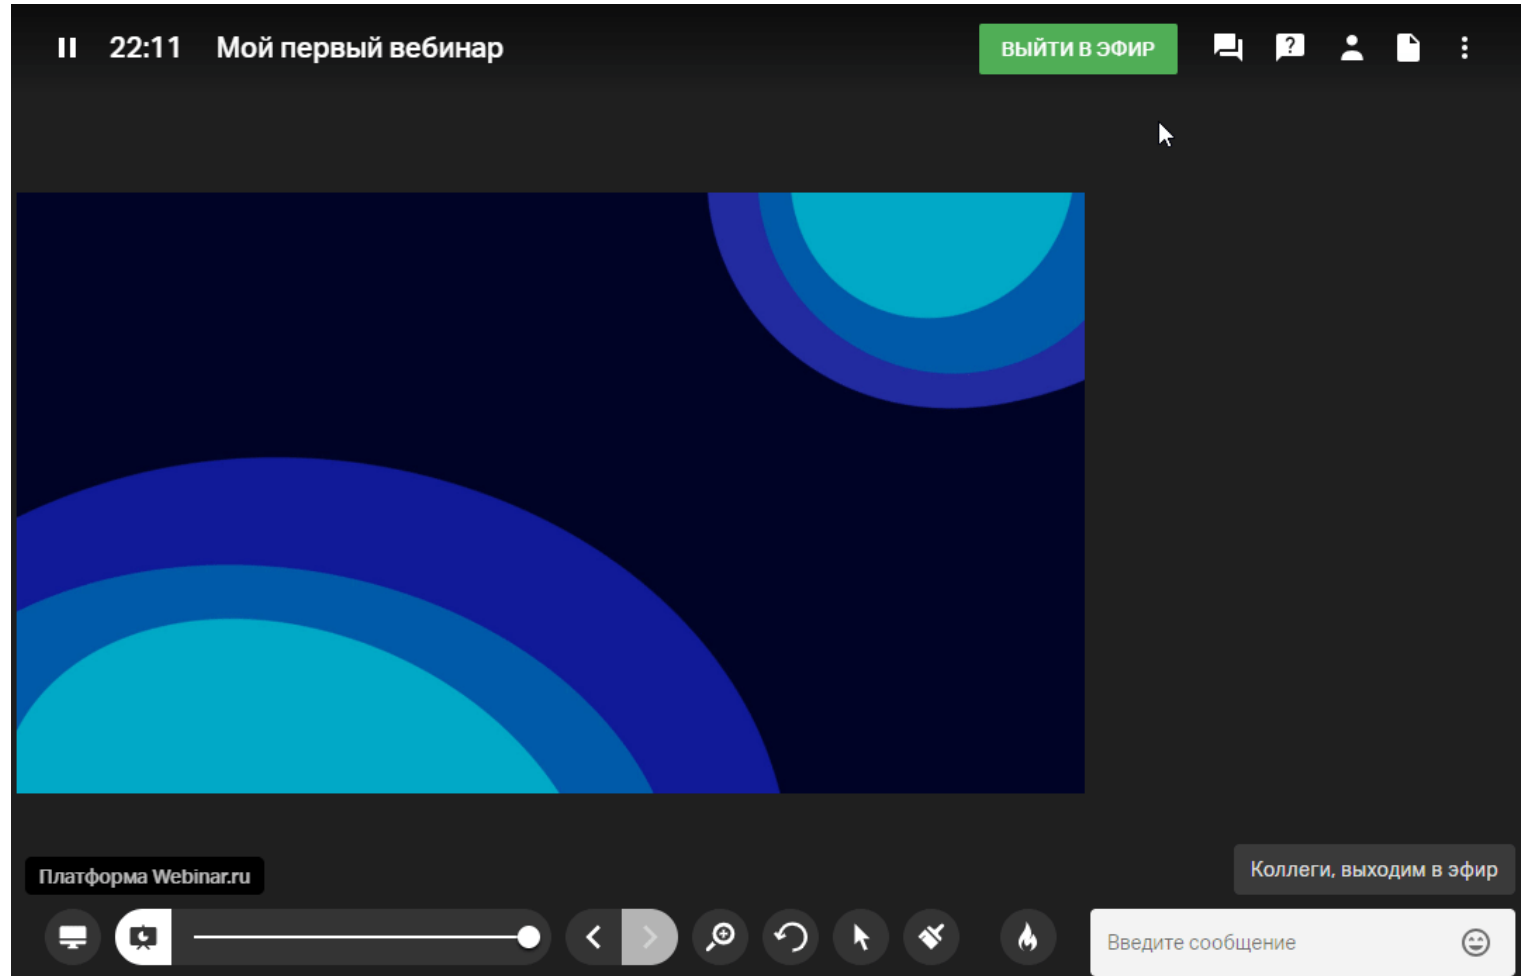 22:11 Мой первый вебинар ВЫЙТИ В ЭФИР
Платформа Webinar.ru
Коллеги, выходим в эфир
Введите сообщение